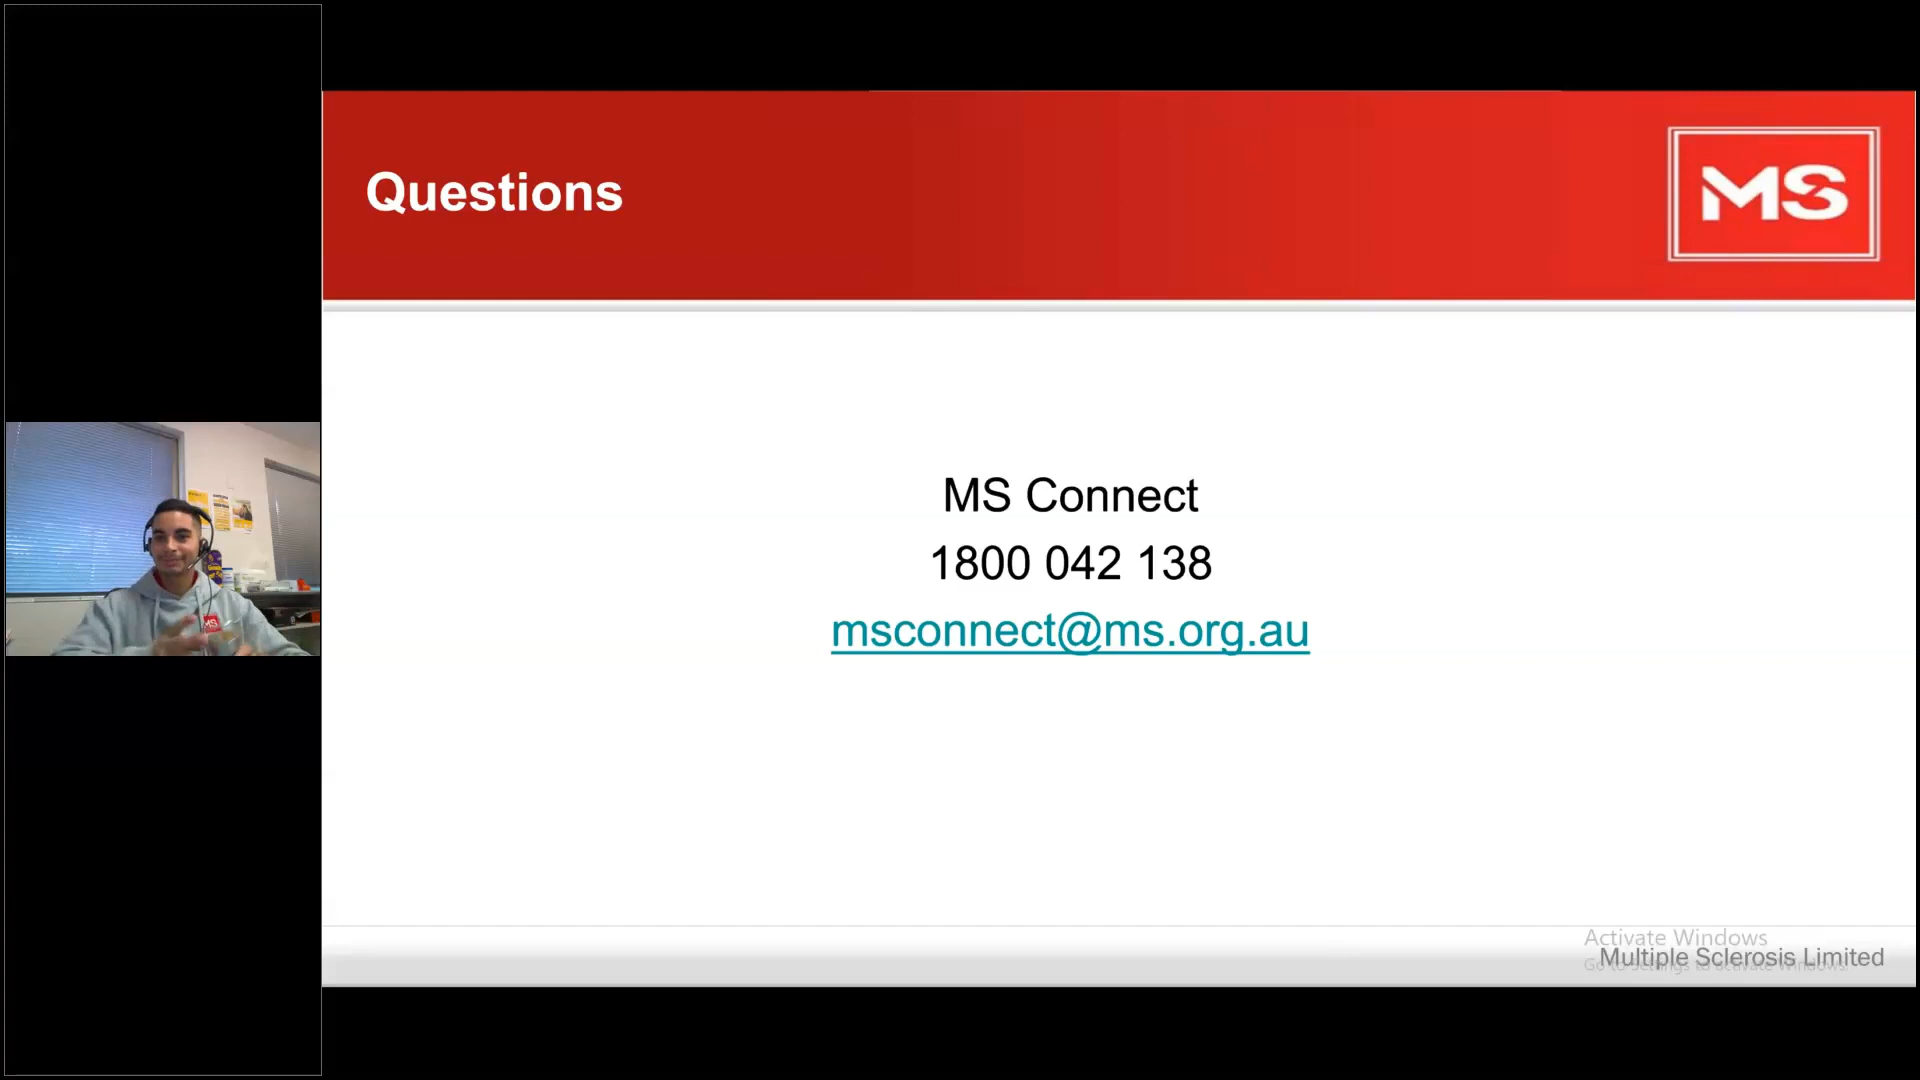 Questions
MS
MS Connect
1800 042 138
msconnect@ms.org.au
MS
Activate Windows
Multiple Sclerosis Limited
Go to Settings to activate Windows.